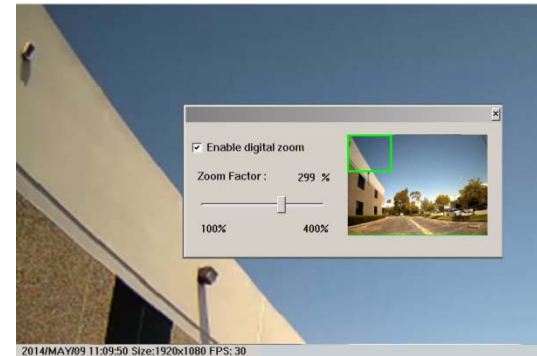 x
Enable digital zoom
Zoom Factor : 299 %
100% 400%
2014/MAY/09 11:09:50 Size:1920x1080 FPS: 30